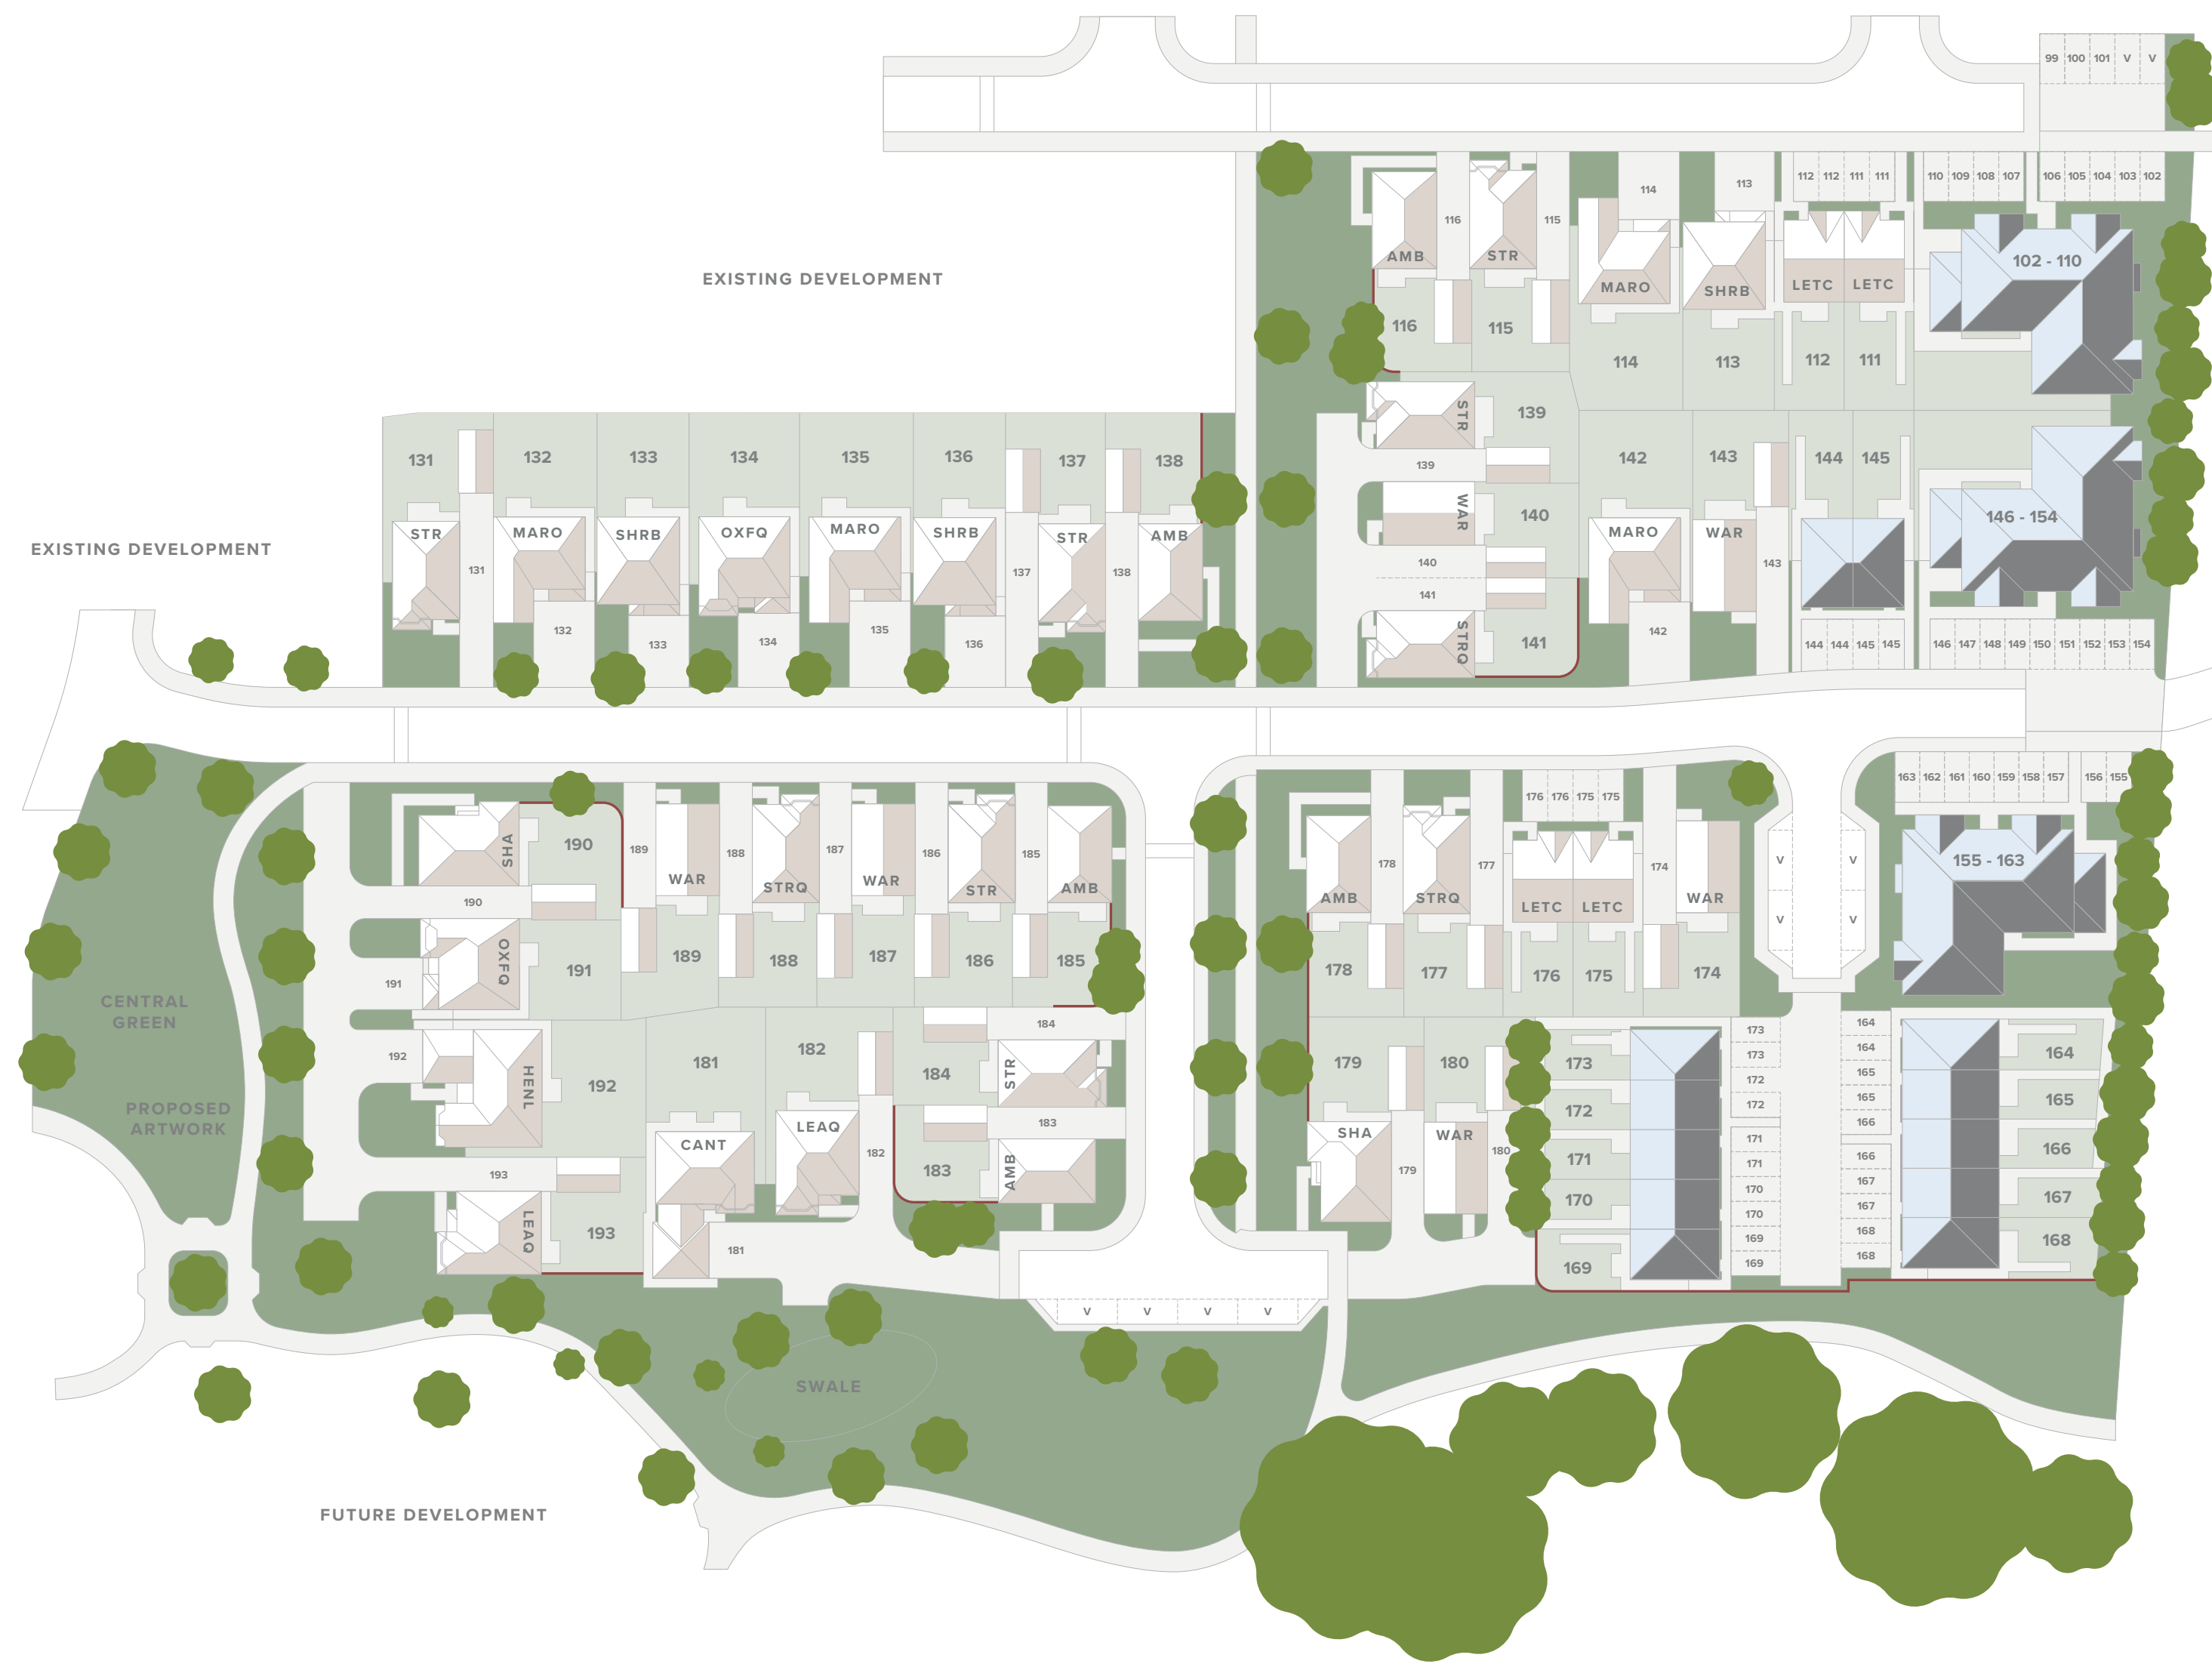 99 100 101 V V
112 112 111 111 110 109 108 107 106 105 104 103 102
114 113
116 115
AMB STR
102 - 110
EXISTING DEVELOPMENT
MARO SHRB LETC LETC
116 115
114 113 112 111
STR 139
131 132 133 134 135 136 137 138
139
142 143 144 145
WAR 140
146 - 154
STR MARO SHRB OXFQ MARO SHRB STR AMB
MARO WAR
EXISTING DEVELOPMENT
131 137 138
140
143
141
132 133 134 135 136
142
STRQ 141
144 144 145 145 146 147 148 149 150 151 152 153 154
163 162 161 160 159 158 157 156 155
176 176 175 175
SHA 190
189 188 187 186 185
178 177 174
V V
155 - 163
WAR STRQ WAR STR AMB
AMB STRQ LETC LETC WAR
190
V V
OXFQ 191
189 188 187 186 185
178 177 176 175 174
191
CENTRAL
GREEN
184
173 164
173 164
192
HENL 192
181 182 184 STR
179 180 173
164
172 165
172 165
166
172 165
PROPOSED
ARTWORK
183
CANT LEAQ
SHA WAR
182 180
171 166
171 167
170 167
170 168
169 168
169
171 166
193
183 AMB
179
170 167
LEAQ 193
181
169 168
V V V V
SWALE
FUTURE DEVELOPMENT